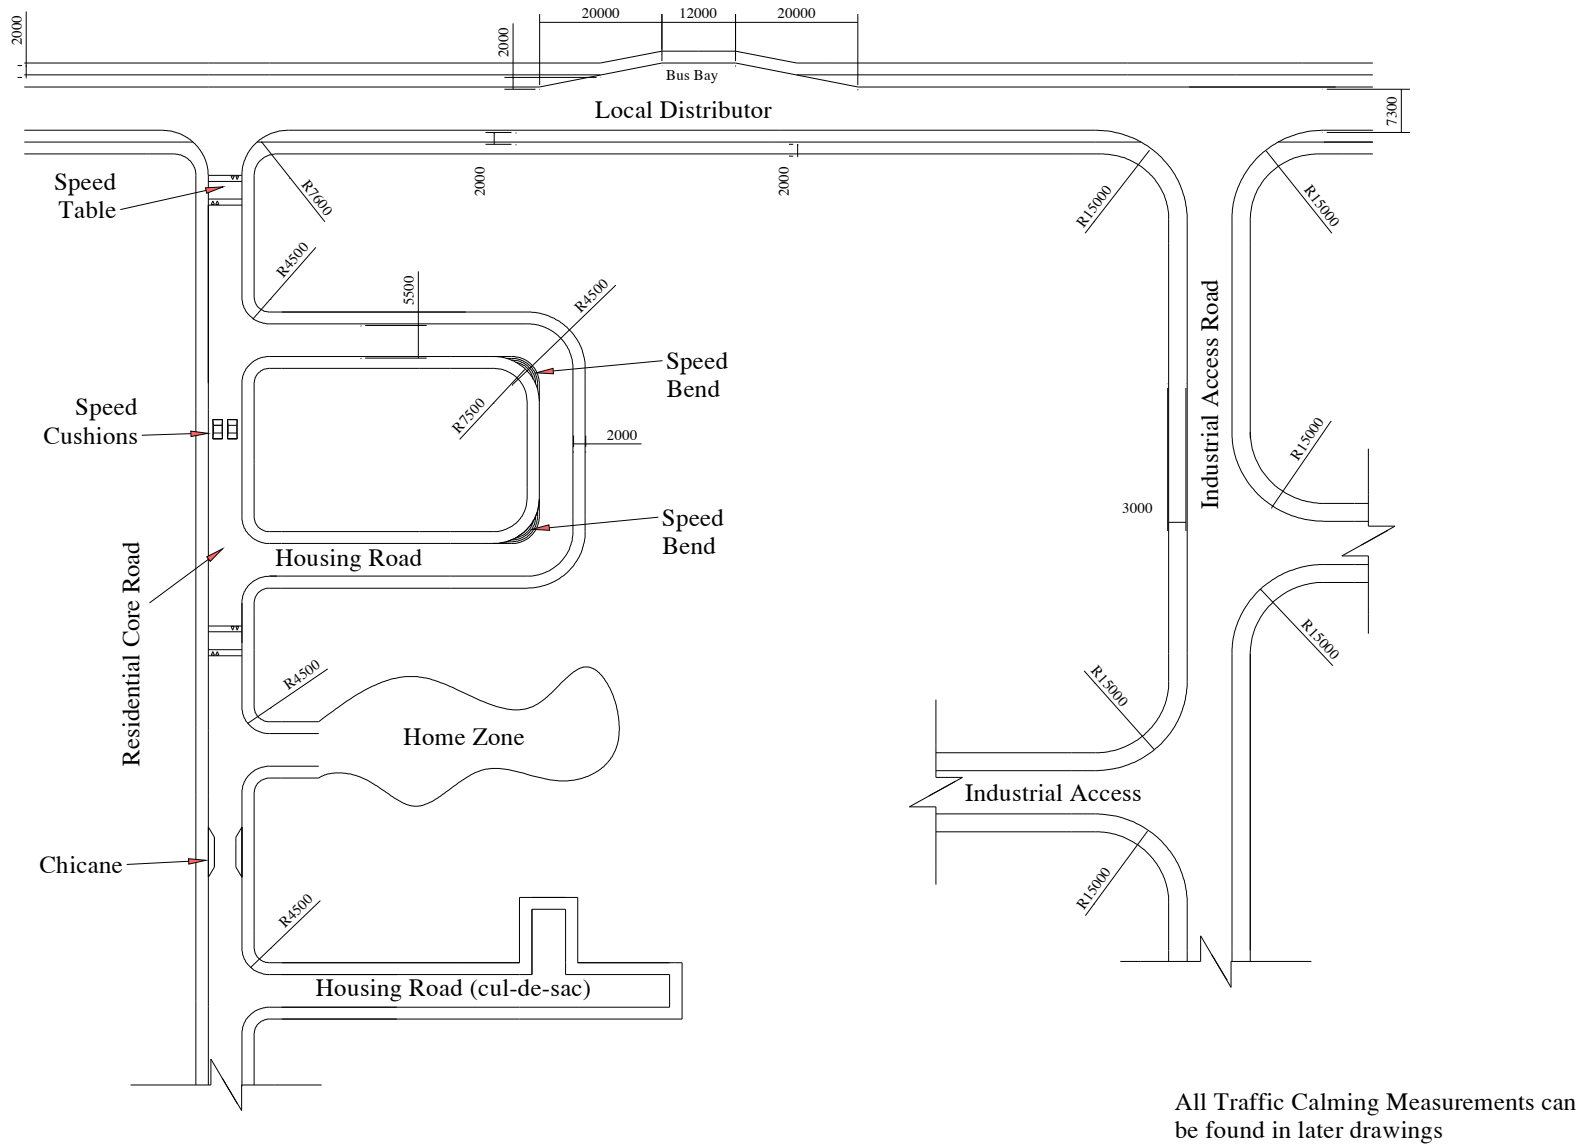 20000
12000
20000
2000
2000
Bus Bay
Local Distributor
7300
Speed
Table
R7600
2000
2000
R15000
R15000
R4500
5500
R4500
Speed
Bend
Industrial Access Road
Speed
Cushions
R7500
2000
R15000
3000
Speed
Bend
Housing Road
Residential Core Road
R4500
R15000
R15000
Home Zone
Industrial Access
Chicane
R4500
R15000
Housing Road (cul-de-sac)
All Traffic Calming Measurements can
be found in later drawings